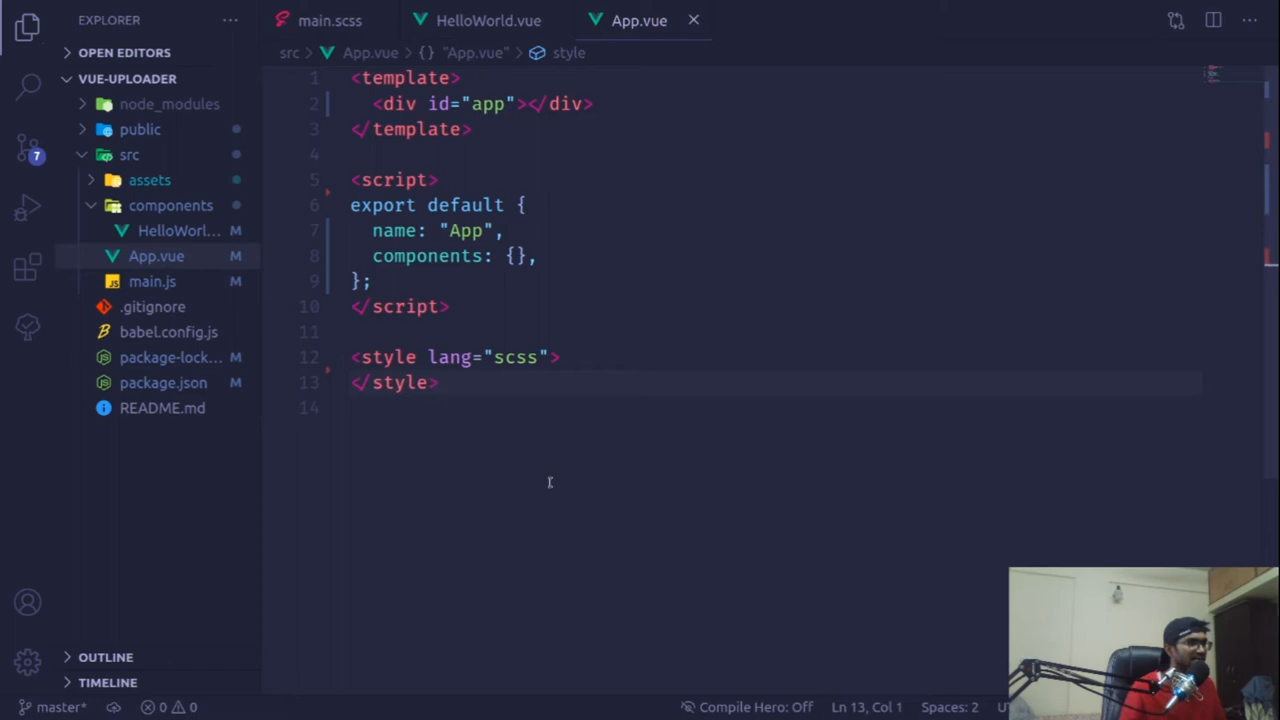 EXPLORER
main.scss
HelloWorld.vue
App.vue
OPEN EDITORS
src > App.vue > {} "App.vue" > style
VUE-UPLOADER
node_modules
public
src
7
assets
components
HelloWorl... M
App.vue M
main.js M
.gitignore
babel.config.js
package-lock... M
package.json M
README.md
1 <template>
2 <div id="app"></div>
3 </template>
4
5 <script>
6 export default {
7 name: "App",
8 components: {},
9 };
10 </script>
11
12 <style lang="scss">
13 </style>
14
OUTLINE
TIMELINE
master* 0 0 Compile Hero: Off Ln 13, Col 1 Spaces: 2